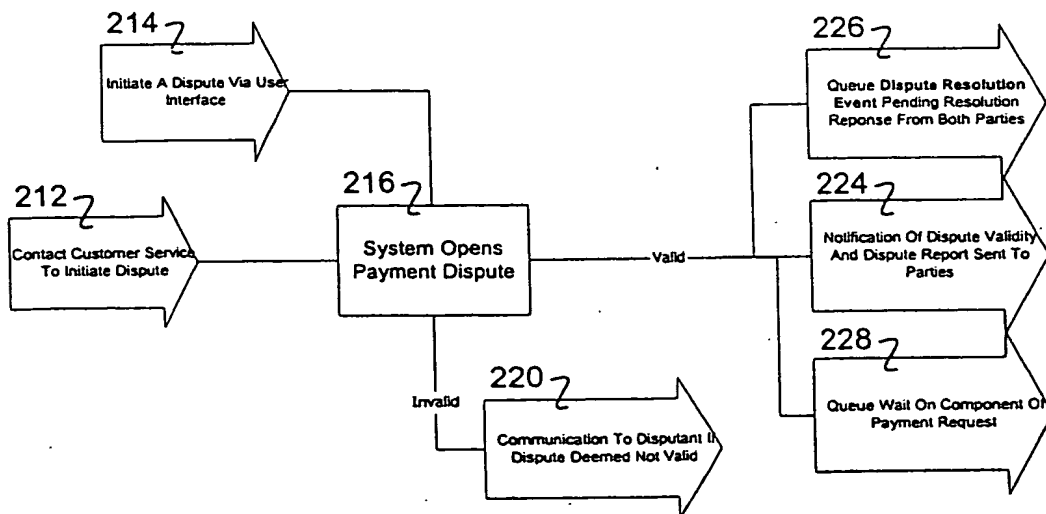 214
Initiate A Dispute Via User
Interface
212
Contact Customer Service
To Initiate Dispute
216
System Opens
Payment Dispute
Invalid
220
Communication To Disputant If
Dispute Deemed Not Valid
Valid
226
Queue Dispute Resolution
Event Pending Resolution
Reponse From Both Parties
224
Notification Of Dispute Validity
And Dispute Report Sent To
Parties
228
Queue Wait On Component Of
Payment Request